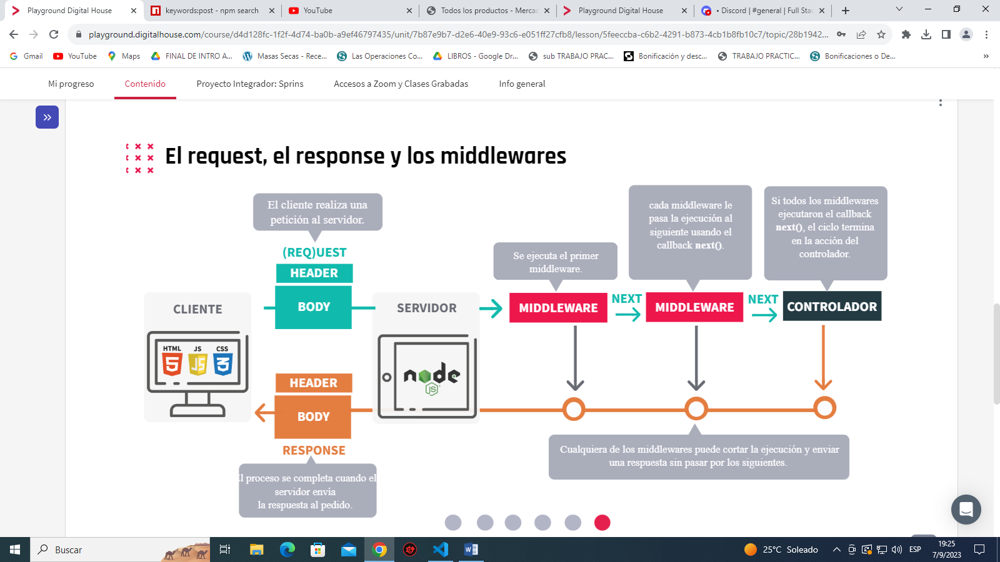 Playground Digital House
keywords:post - npm search
YouTube
Todos los productos - Mercad
Playground Digital House
• Discord | #general | Full Stac
playground.digitalhouse.com/course/d4d128fc-1f2f-4d74-ba0b-a9ef46797435/unit/7b87e9b7-d2e6-40e9-93c6-e051ff27cfb8/lesson/5feeccba-c6b2-4291-b873-4cb1b8fb10c7/topic/28b1942...
Gmail
YouTube
Maps
FINAL DE INTRO A...
Masas Secas - Rece...
Las Operaciones Co...
LIBROS - Google Dr...
sub TRABAJO PRAC...
Bonificación y desc...
TRABAJO PRACTIC...
Bonificaciones o De...
»
Mi progreso
Contenido
Proyecto Integrador: Sprins
Accesos a Zoom y Clases Grabadas
Info general
El request, el response y los middlewares
El cliente realiza una
petición al servidor.
(REQ)UEST
HEADER
BODY
CLIENTE
HTML JS CSS
5 JS 3
SERVIDOR
node
JS
Se ejecuta el primer
middleware.
MIDDLEWARE
NEXT
cada middleware le
pasa la ejecución al
siguiente usando el
callback next().
MIDDLEWARE
NEXT
Si todos los middlewares
ejecutaron el callback
next(), el ciclo termina
en la acción del
controlador.
CONTROLADOR
HEADER
BODY
RESPONSE
El proceso se completa cuando el
servidor envía
la respuesta al pedido.
Cualquiera de los middlewares puede cortar la ejecución y enviar
una respuesta sin pasar por los siguientes.
Buscar
25°C Soleado
ESP
19:25
7/9/2023